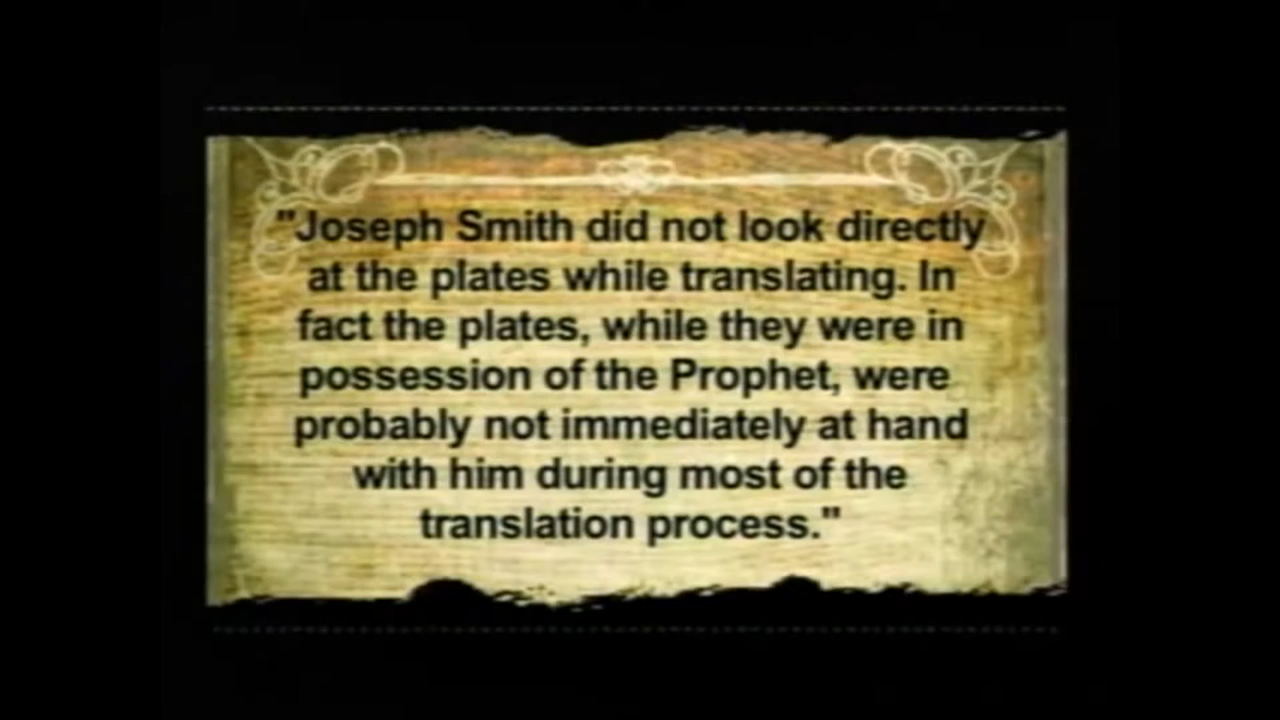 "Joseph Smith did not look directly
at the plates while translating. In
fact the plates, while they were in
possession of the Prophet, were
probably not immediately at hand
with him during most of the
translation process."